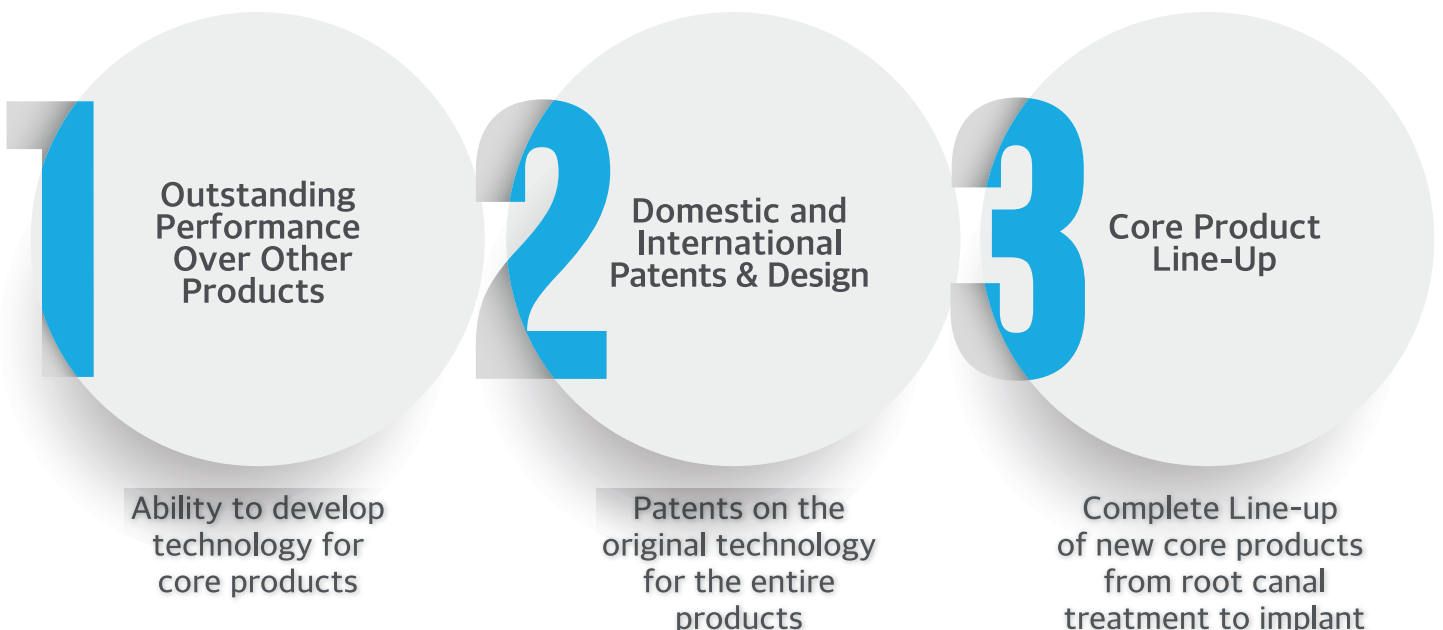 1
Outstanding
Performance
Over Other
Products
Ability to develop
technology for
core products
2
Domestic and
International
Patents & Design
Patents on the
original technology
for the entire
products
3
Core Product
Line-Up
Complete Line-up
of new core products
from root canal
treatment to implant